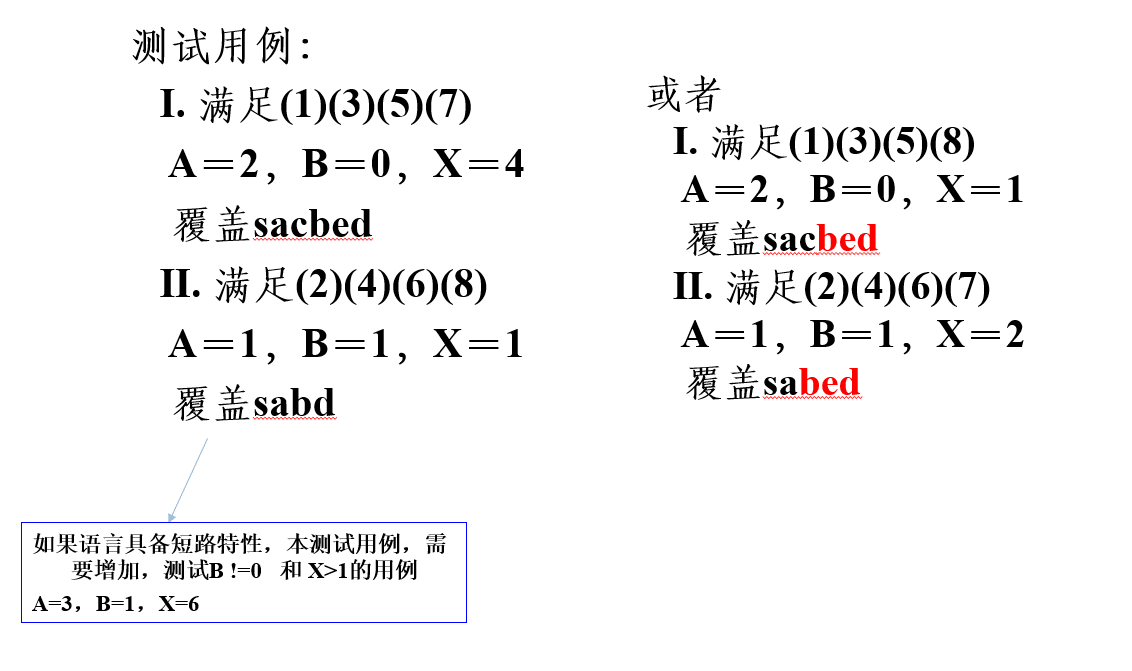 测试用例：
I. 满足(1)(3)(5)(7)
A＝2，B＝0，X＝4
覆盖sacbed
II. 满足(2)(4)(6)(8)
A＝1，B＝1，X＝1
覆盖sabd
如果语言具备短路特性，本测试用例，需
要增加，测试B !=0 和 X>1的用例
A=3，B=1，X=6
或者
I. 满足(1)(3)(5)(8)
A＝2，B＝0，X＝1
覆盖sacbed
II. 满足(2)(4)(6)(7)
A＝1，B＝1，X＝2
覆盖sabed